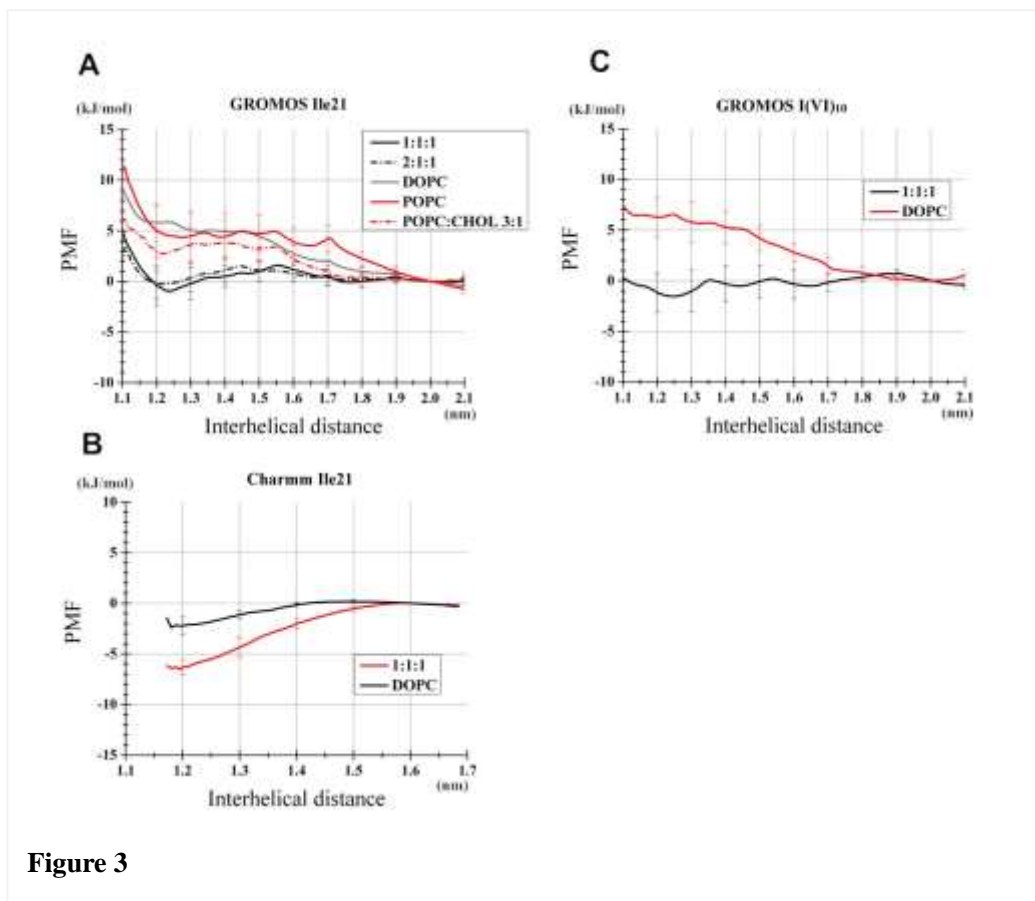 A
(kJ/mol)
GROMOS Ile21
15
10
5
0
-5
-10
PMF
1:1:1
2:1:1
DOPC
POPC
POPC:CHOL 3:1
1.1 1.2 1.3 1.4 1.5 1.6 1.7 1.8 1.9 2.0 2.1
(nm)
Interhelical distance
C
(kJ/mol)
GROMOS I(VI)₁₀
15
10
5
0
-5
-10
PMF
1:1:1
DOPC
1.1 1.2 1.3 1.4 1.5 1.6 1.7 1.8 1.9 2.0 2.1
(nm)
Interhelical distance
B
(kJ/mol)
Charmm Ile21
10
5
0
-5
-10
-15
PMF
1:1:1
DOPC
1.1 1.2 1.3 1.4 1.5 1.6 1.7
(nm)
Interhelical distance
Figure 3